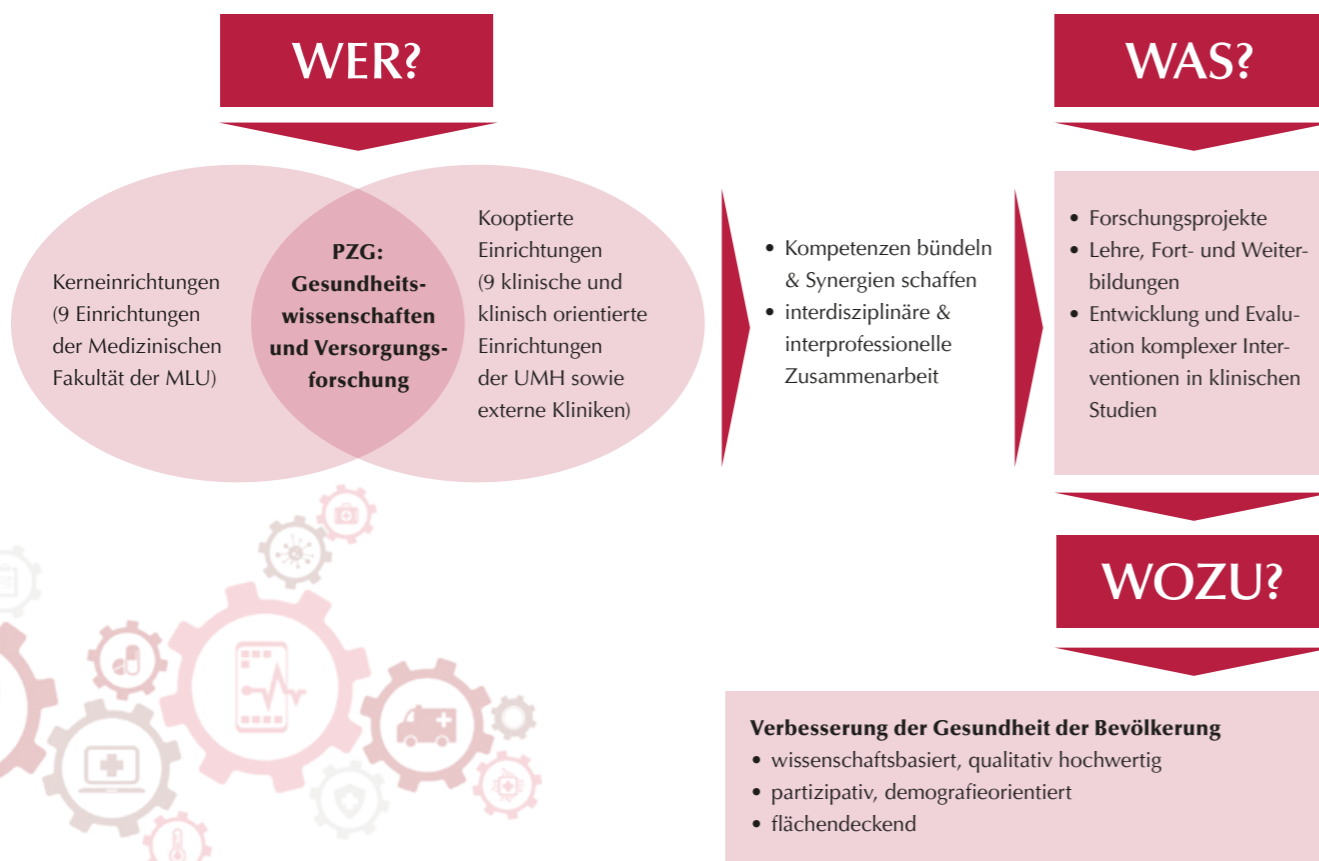 WER?
Kerneinrichtungen
(9 Einrichtungen
der Medizinischen
Fakultät der MLU)
PZG:
Gesundheits-
wissenschaften
und Versorgungs-
forschung
Kooptierte
Einrichtungen
(9 klinische und
klinisch orientierte
Einrichtungen
der UMH sowie
externe Kliniken)
• Kompetenzen bündeln
& Synergien schaffen
• interdisziplinäre &
interprofessionelle
Zusammenarbeit
WAS?
• Forschungsprojekte
• Lehre, Fort- und Weiter-
bildungen
• Entwicklung und Evalu-
ation komplexer Inter-
ventionen in klinischen
Studien
WOZU?
Verbesserung der Gesundheit der Bevölkerung
• wissenschaftsbasiert, qualitativ hochwertig
• partizipativ, demografieorientiert
• flächendeckend